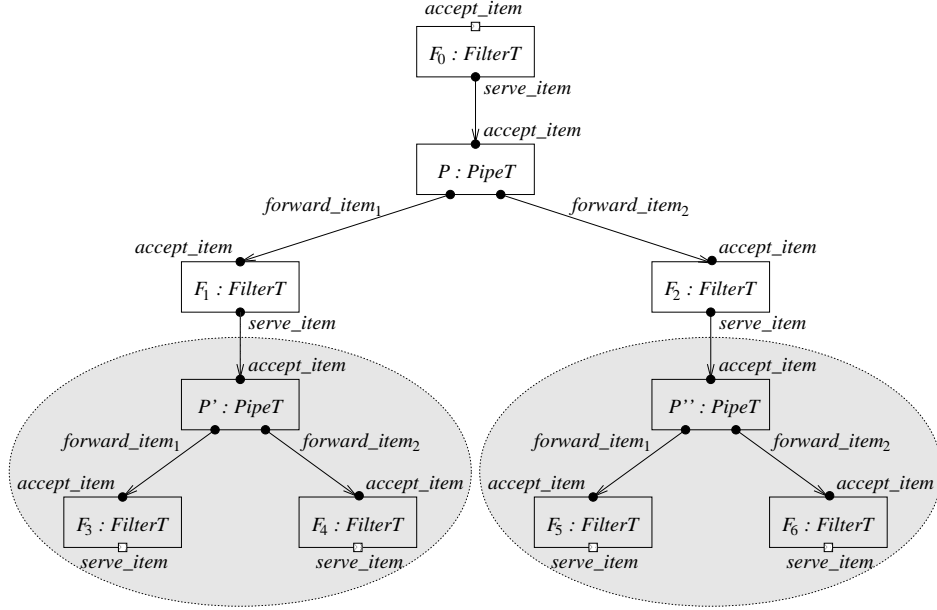 accept_item
F₀ : FilterT
serve_item
accept_item
P : PipeT
forward_item₁ forward_item₂
accept_item accept_item
F₁ : FilterT F₂ : FilterT
serve_item serve_item
accept_item accept_item
P' : PipeT P'' : PipeT
forward_item₁ forward_item₂ forward_item₁ forward_item₂
accept_item accept_item accept_item accept_item
F₃ : FilterT F₄ : FilterT F₅ : FilterT F₆ : FilterT
serve_item serve_item serve_item serve_item